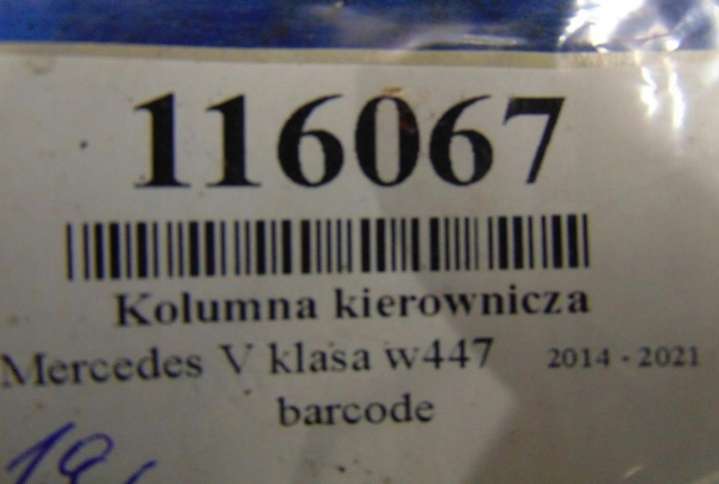 116067
Kolumna kierownicza
Mercedes V klasa w447 2014 - 2021
barcode